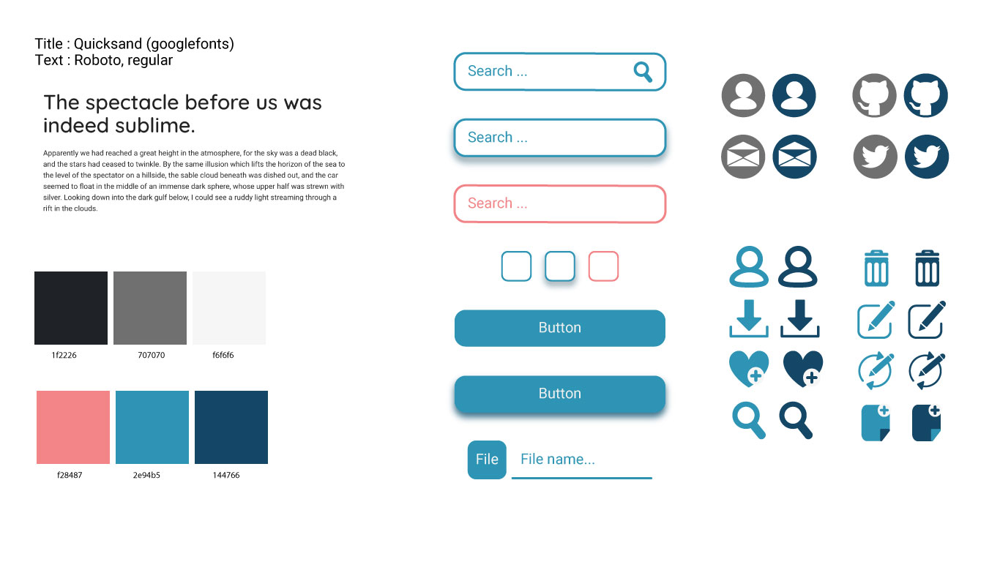 Title : Quicksand (googlefonts)
Text : Roboto, regular
The spectacle before us was
indeed sublime.
Apparently we had reached a great height in the atmosphere, for the sky was a dead black,
and the stars had ceased to twinkle. By the same illusion which lifts the horizon of the sea to
the level of the spectator on a hillside, the sable cloud beneath was dished out, and the car
seemed to float in the middle of an immense dark sphere, whose upper half was strewn with
silver. Looking down into the dark gulf below, I could see a ruddy light streaming through a
rift in the clouds.
1f2226
707070
f6f6f6
f28487
2e94b5
144766
Search ...
Search ...
Search ...
Button
Button
File
File name...